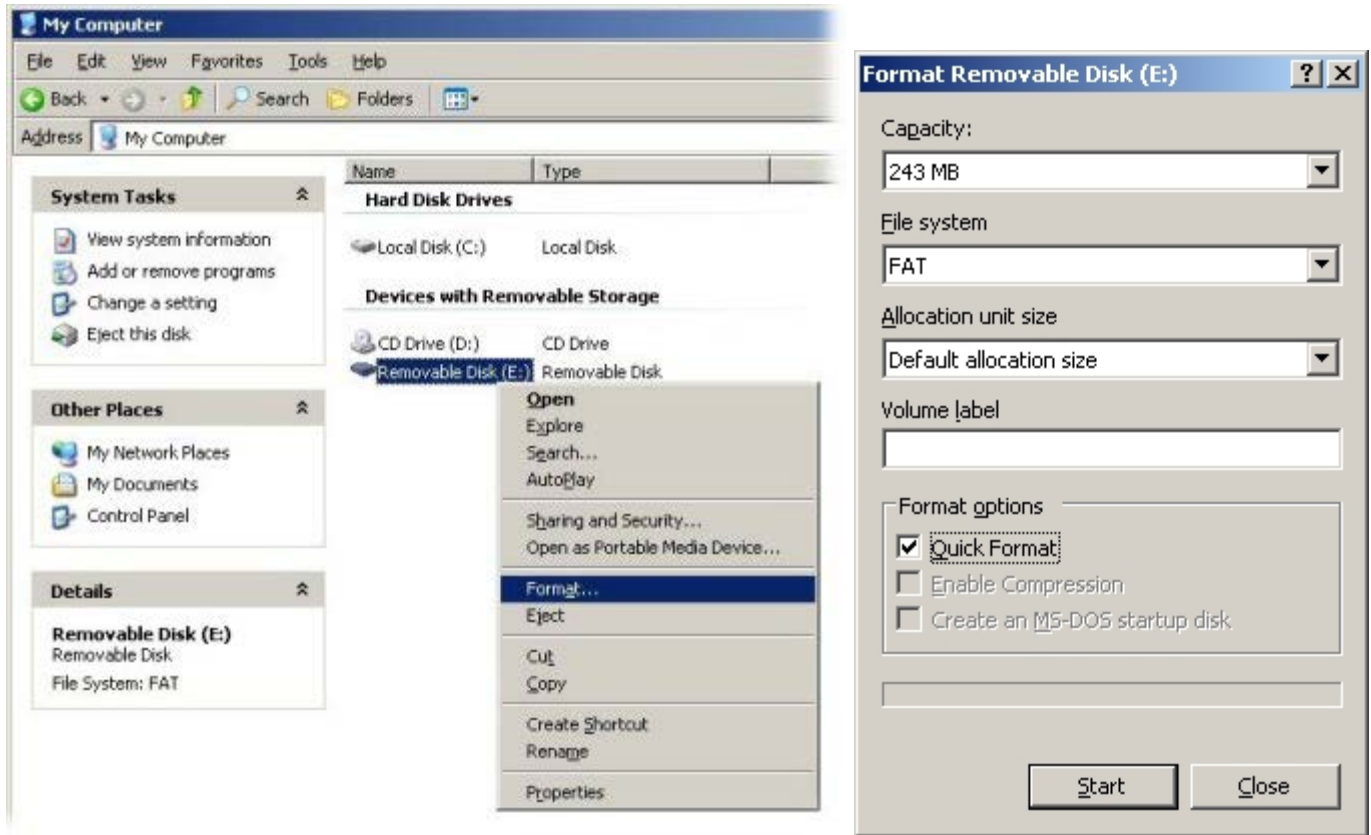 My Computer
File Edit View Favorites Tools Help
Back Search Folders
Address My Computer
System Tasks
View system information
Add or remove programs
Change a setting
Eject this disk
Other Places
My Network Places
My Documents
Control Panel
Details
Removable Disk (E:)
Removable Disk
File System: FAT
Name Type
Hard Disk Drives
Local Disk (C:) Local Disk
Devices with Removable Storage
CD Drive (D:) CD Drive
Removable Disk (E:) Removable Disk
Open
Explore
Search...
AutoPlay
Sharing and Security...
Open as Portable Media Device...
Format...
Eject
Cut
Copy
Create Shortcut
Rename
Properties
Format Removable Disk (E:)
Capacity:
243 MB
File system
FAT
Allocation unit size
Default allocation size
Volume label
Format options
Quick Format
Enable Compression
Create an MS-DOS startup disk
Start Close